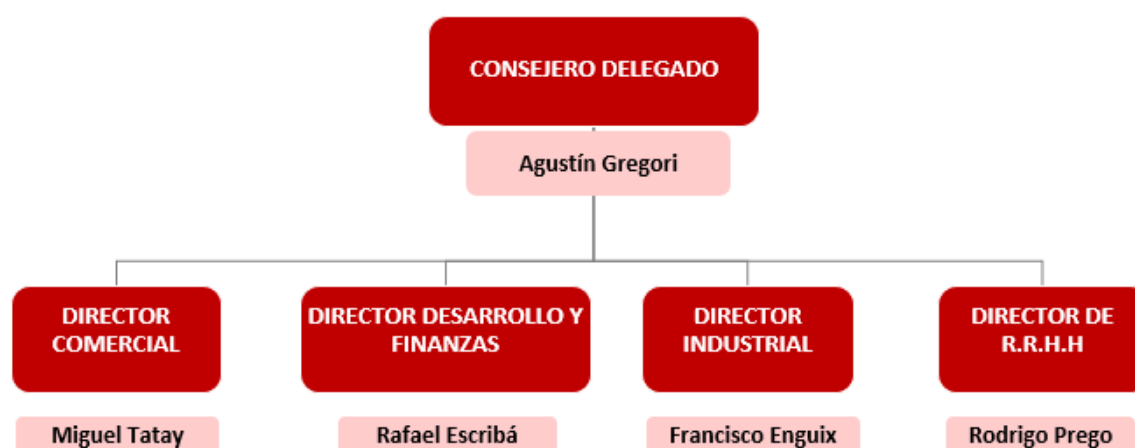 CONSEJERO DELEGADO
Agustín Gregori
DIRECTOR
COMERCIAL
DIRECTOR DESARROLLO Y
FINANZAS
DIRECTOR
INDUSTRIAL
DIRECTOR DE
R.R.H.H
Miguel Tatay
Rafael Escribá
Francisco Enguix
Rodrigo Prego